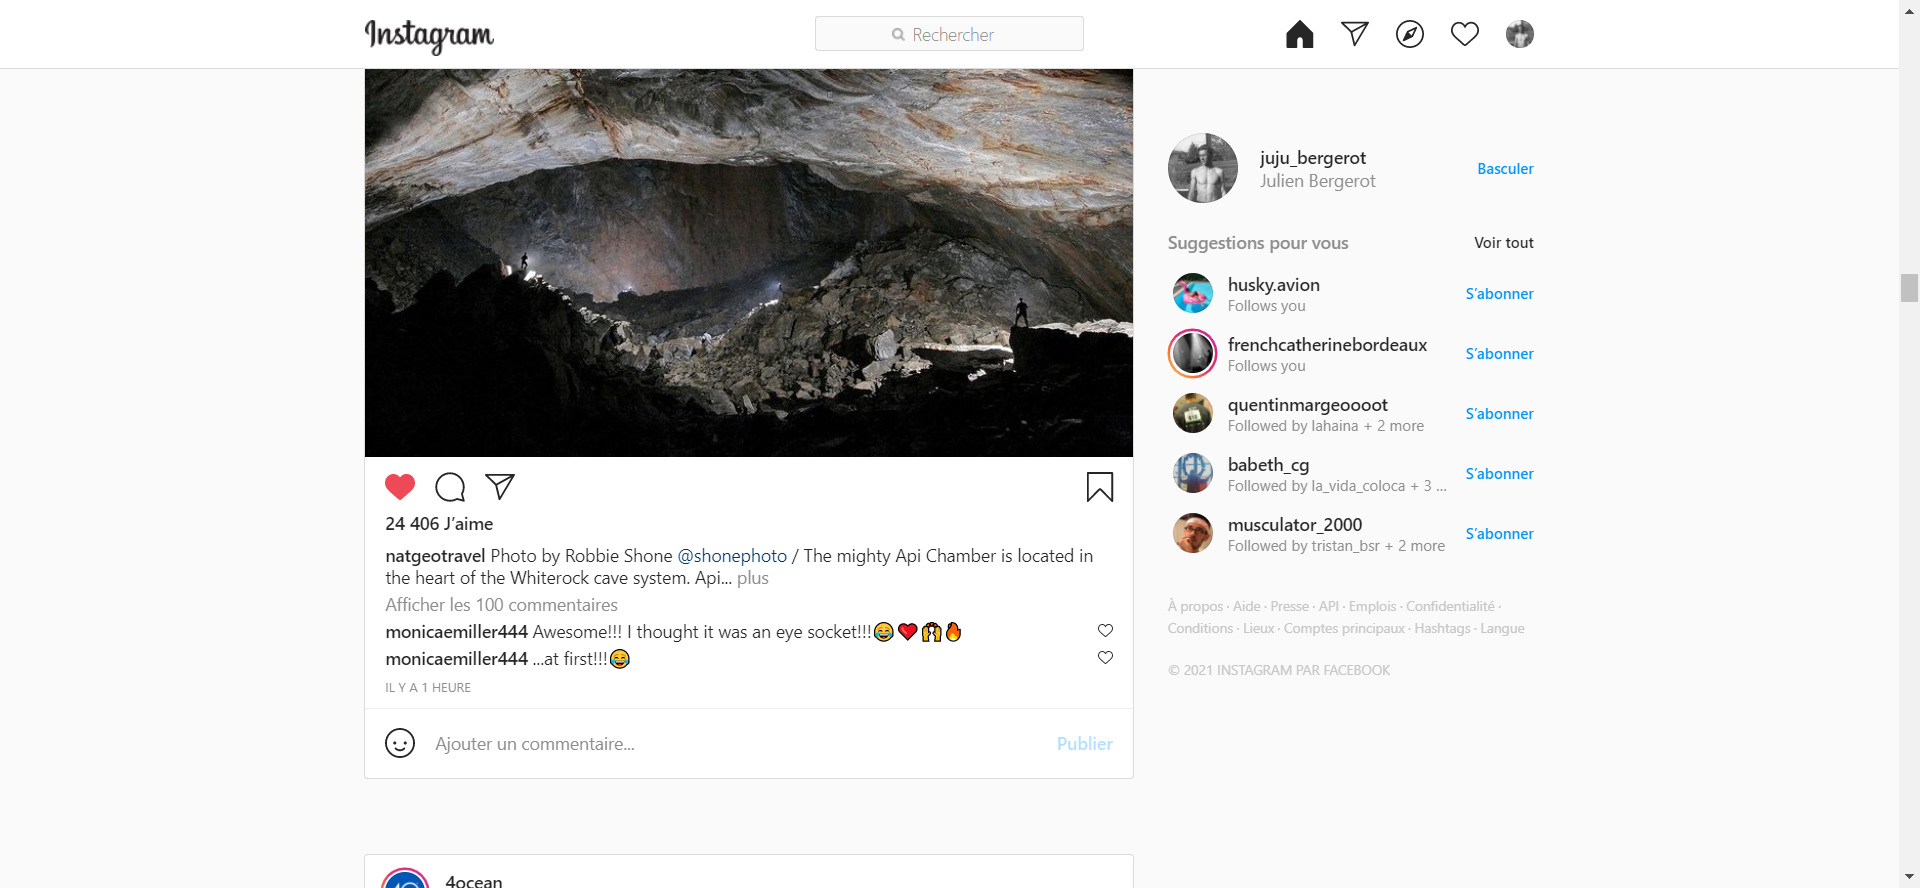 Instagram
Rechercher
juju_bergerot
Julien Bergerot
Basculer
Suggestions pour vous
Voir tout
husky.avion
Follows you
S’abonner
frenchcatherinebordeaux
Follows you
S’abonner
quentinmargeoooot
Followed by lahaina + 2 more
S’abonner
babeth_cg
Followed by la_vida_coloca + 3 ...
S’abonner
musculator_2000
Followed by tristan_bsr + 2 more
S’abonner
À propos · Aide · Presse · API · Emplois · Confidentialité ·
Conditions · Lieux · Comptes principaux · Hashtags · Langue
© 2021 INSTAGRAM PAR FACEBOOK
24 406 J’aime
natgeotravel Photo by Robbie Shone @shonephoto / The mighty Api Chamber is located in
the heart of the Whiterock cave system. Api... plus
Afficher les 100 commentaires
monicaemiller444 Awesome!!! I thought it was an eye socket!!!😂❤️🙌🔥
monicaemiller444 ...at first!!!😂
IL Y A 1 HEURE
Ajouter un commentaire...
Publier
4ocean